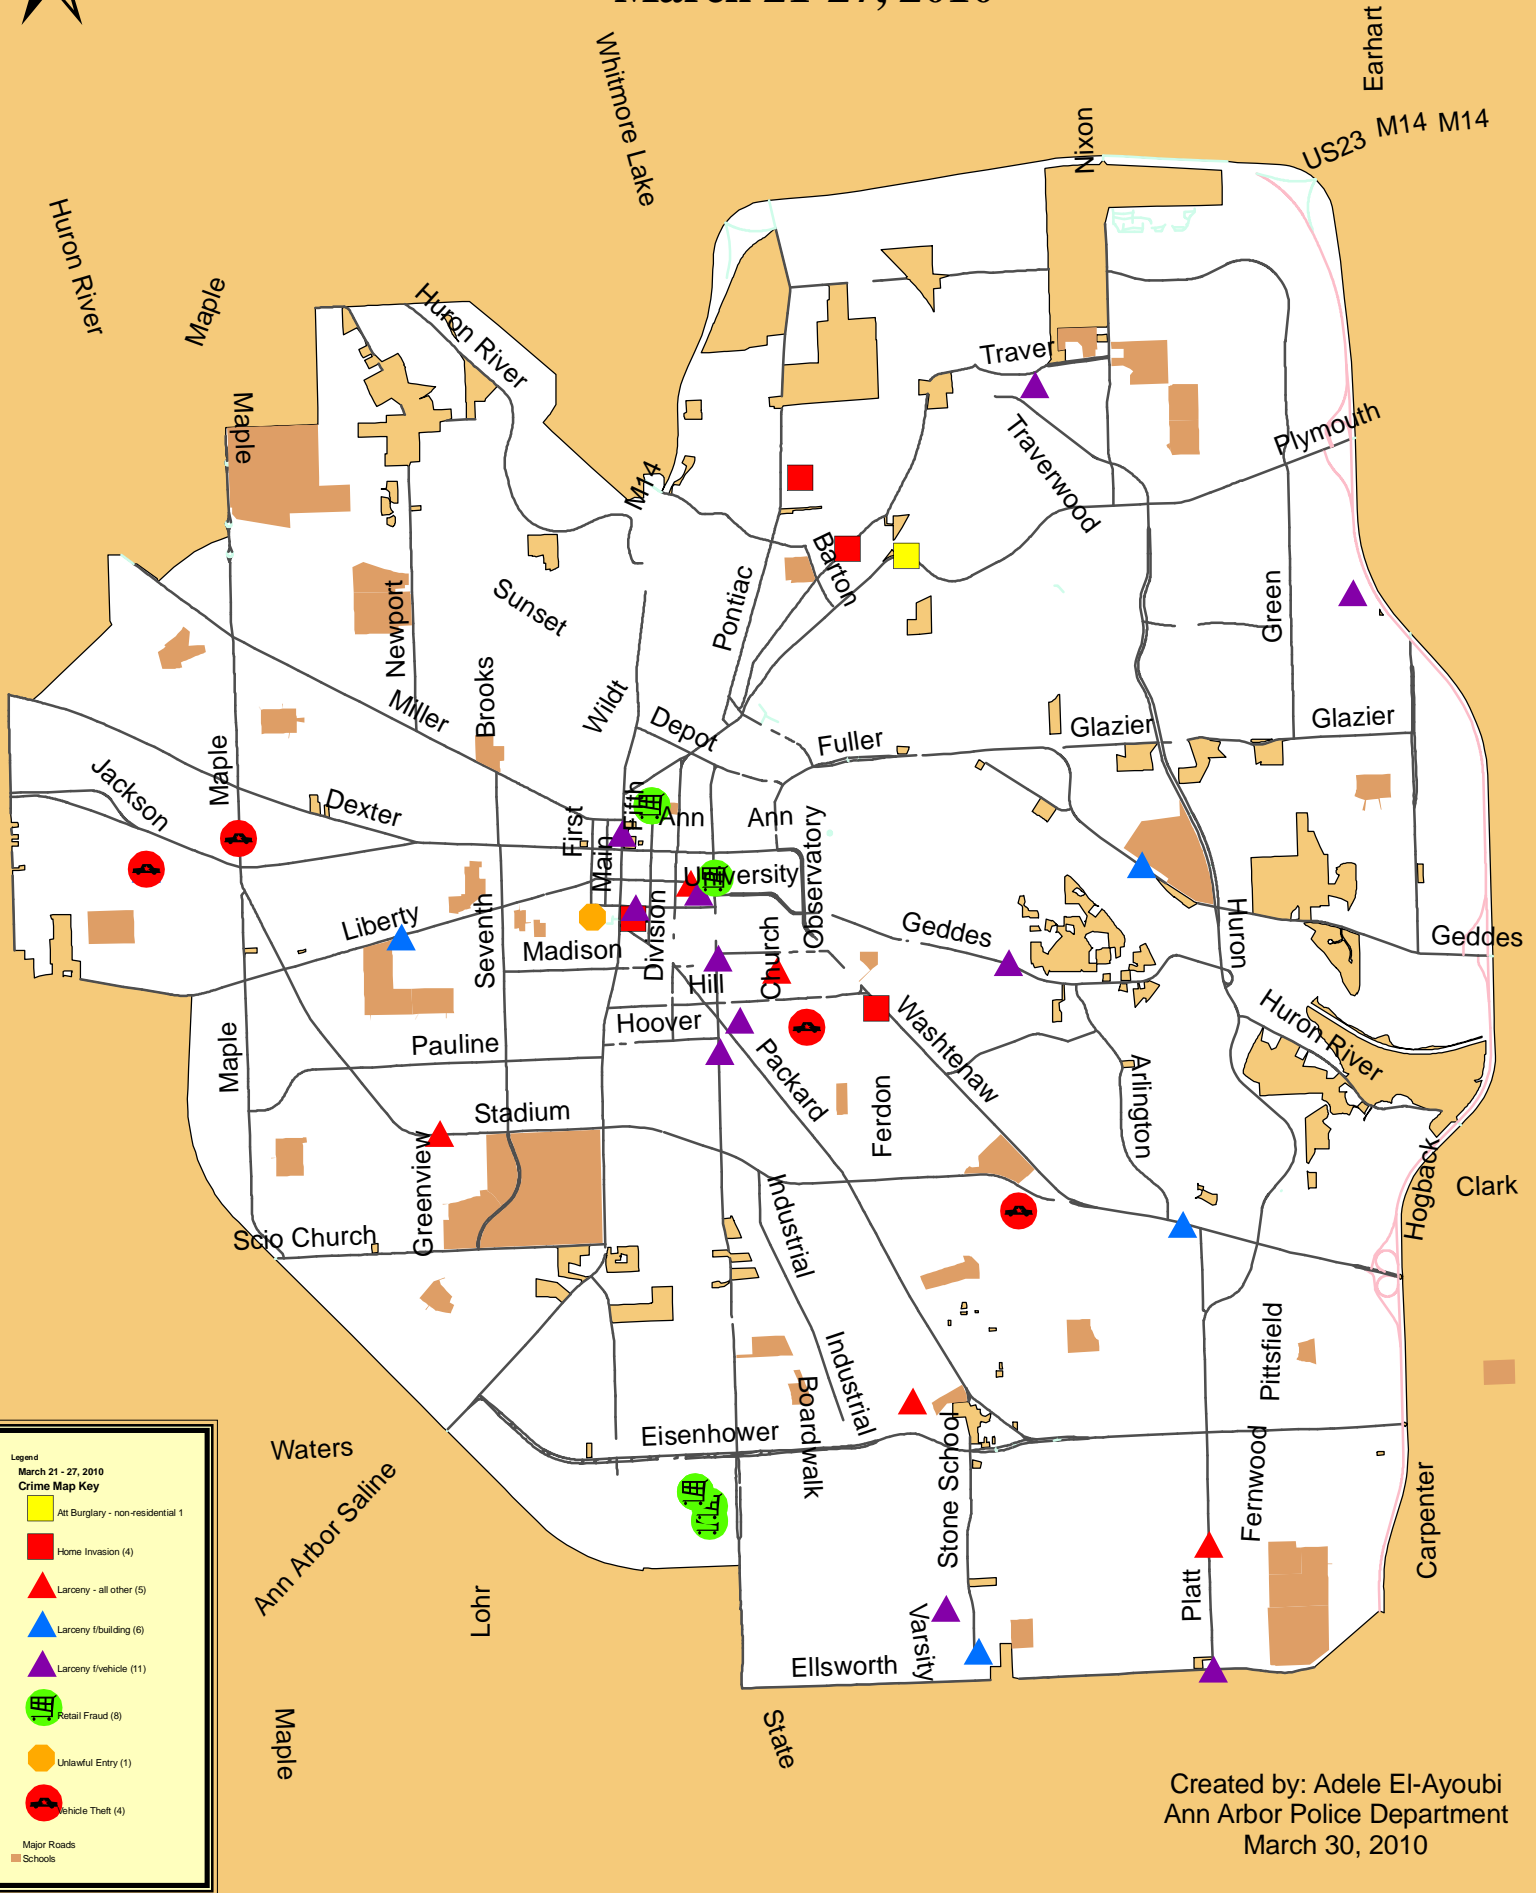 March 21-27, 2010
Earhart
Whitmore Lake
Nixon
US23
M14
M14
Huron River
Maple
Huron River
Traver
Maple
Plymouth
Traverwood
M14
Barton
Sunset
Pontiac
Green
Newport
Brooks
Miller
Wildt
Depot
Fuller
Glazier
Glazier
Maple
Jackson
Dexter
First
Fifth
Ann
Ann
Main
Observatory
University
Liberty
Seventh
Madison
Division
Church
Geddes
Huron
Geddes
Hill
Hoover
Pauline
Maple
Packard
Washtenaw
Huron River
Ferdon
Arlington
Stadium
Greenview
Scio Church
Industrial
Hogback
Clark
Industrial
Pittsfield
Boardwalk
Eisenhower
Stone School
Fernwood
Carpenter
Waters
Ann Arbor Saline
Lohr
Platt
Varsity
Ellsworth
Maple
State
Legend
March 21 - 27, 2010
Crime Map Key
Att Burglary - non-residential 1
Home Invasion (4)
Larceny - all other (5)
Larceny f/building (6)
Larceny f/vehicle (11)
Retail Fraud (8)
Unlawful Entry (1)
Vehicle Theft (4)
Major Roads
Schools
Created by: Adele El-Ayoubi
Ann Arbor Police Department
March 30, 2010